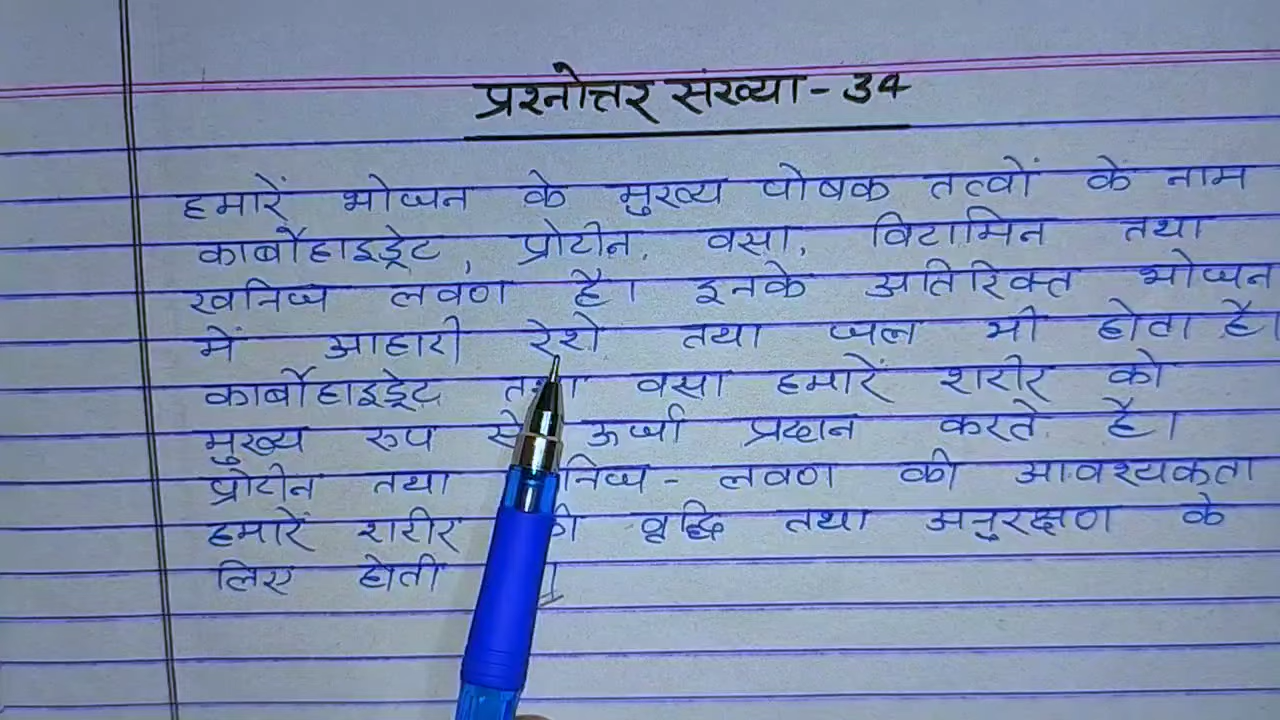 प्रश्नोत्तर संख्या - 34
हमारें भोजन के मुख्य पोषक तत्वों के नाम
कार्बोहाइड्रेट, प्रोटीन, वसा, विटामिन तथा
खनिज लवण है। इनके अतिरिक्त भोजन
में आहारी रेशे तथा जल भी होता है।
कार्बोहाइड्रेट तथा वसा हमारें शरीर को
मुख्य रुप से ऊर्जा प्रदान करते है।
प्रोटीन तथा निज - लवण की आवश्यकता
हमारें शरीर की वृद्धि तथा अनुरक्षण के
लिए होती ।